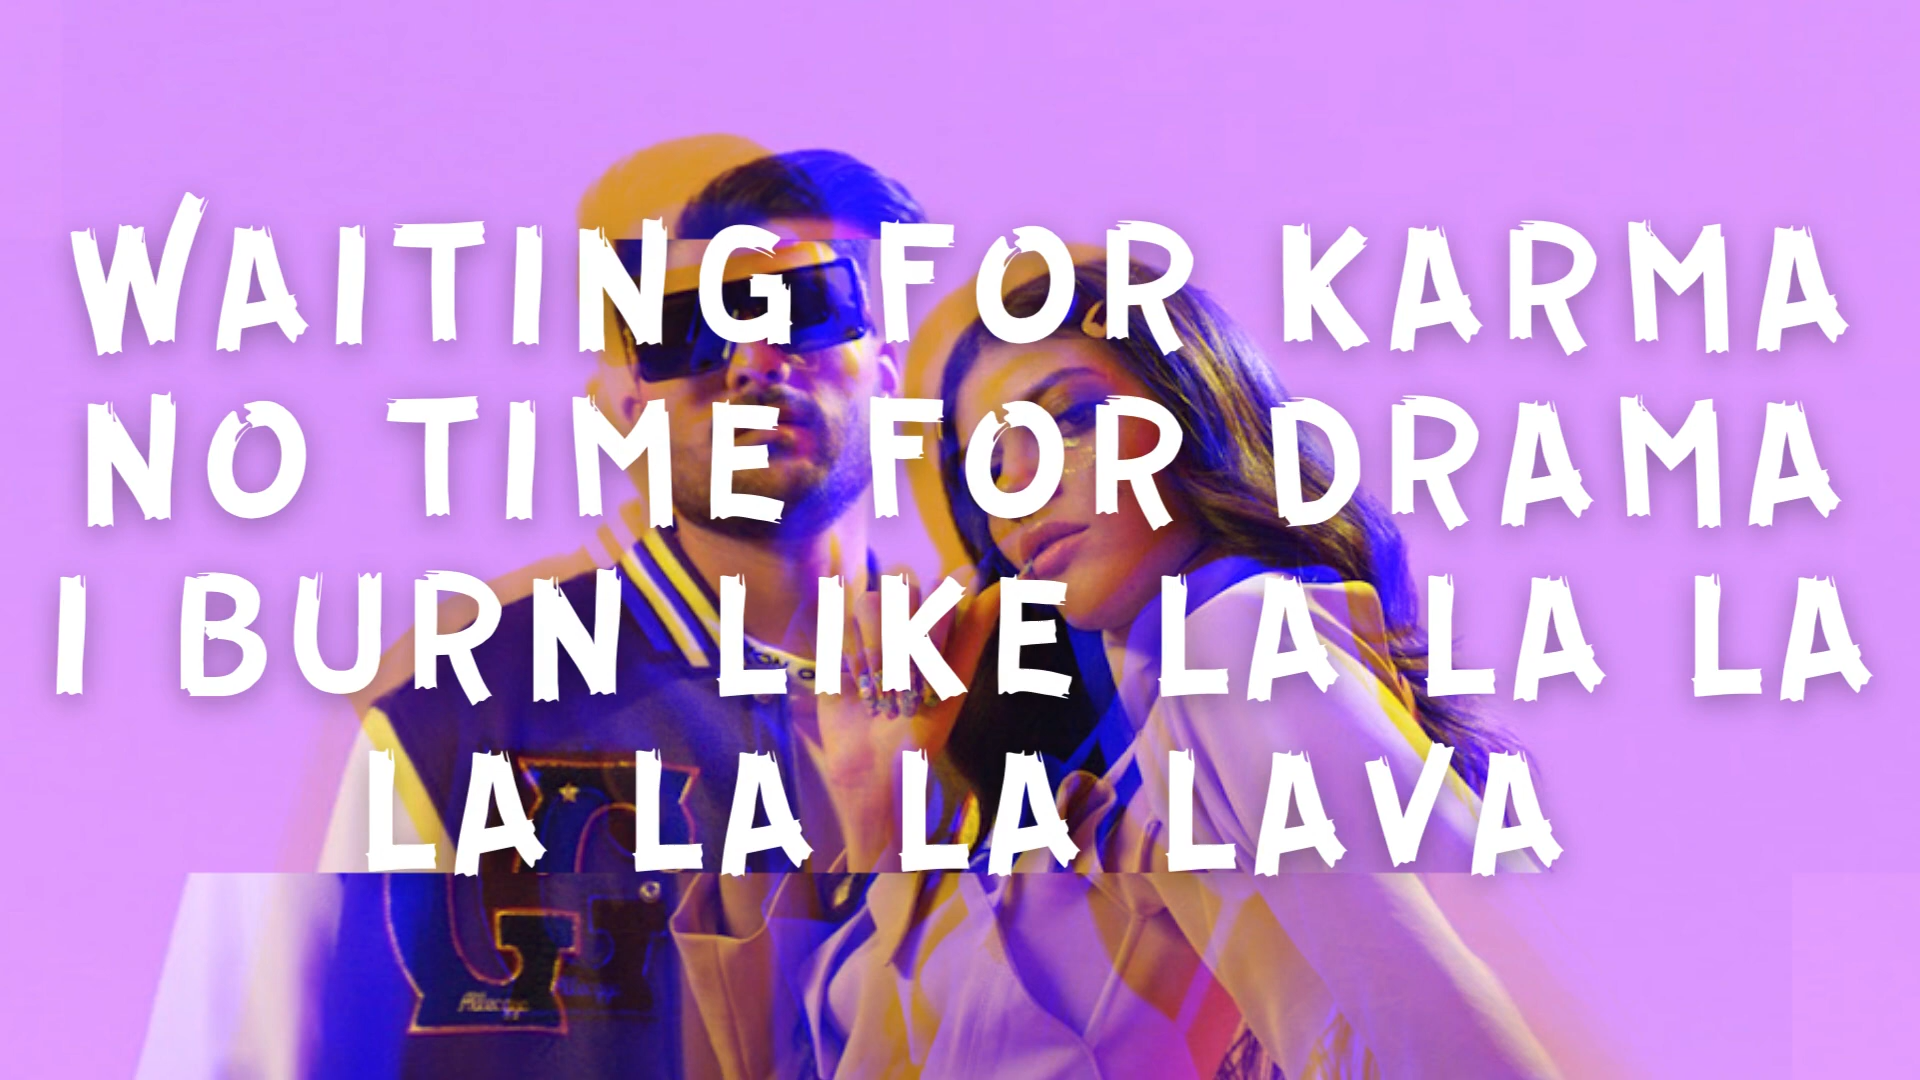 WAITING FOR KARMA
NO TIME FOR DRAMA
I BURN LIKE LA LA LA
LA LA LA LAVA
G